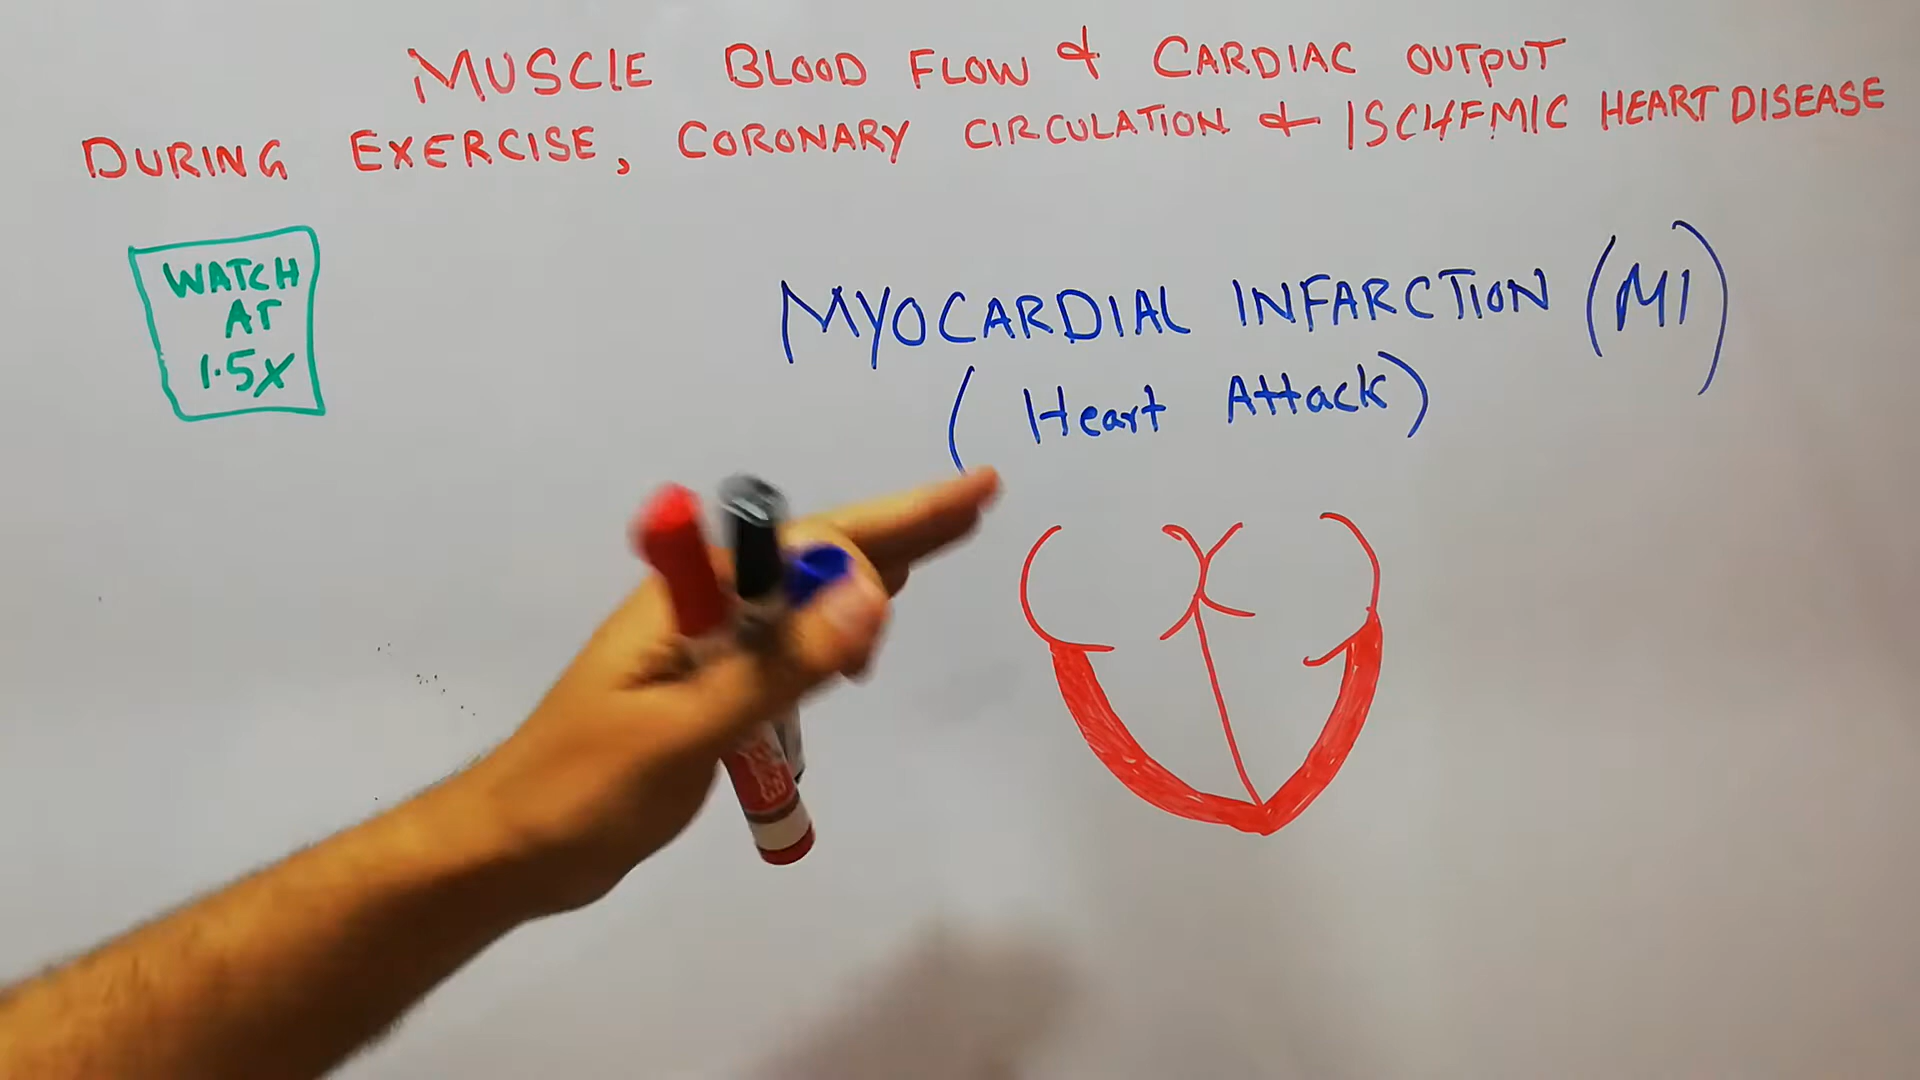 MUSCLE BLOOD FLOW & CARDIAC OUTPUT
DURING EXERCISE, CORONARY CIRCULATION & ISCHEMIC HEART DISEASE
WATCH
AT
1.5X
MYOCARDIAL INFARCTION (MI)
(Heart Attack)